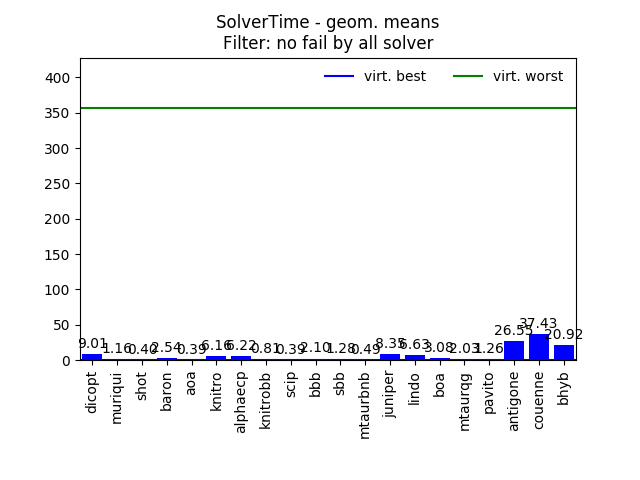 SolverTime - geom. means
Filter: no fail by all solver
virt. best
virt. worst
400
350
300
250
200
150
100
50
0
9.01
1.16
0.40
2.54
0.39
6.16
6.22
0.81
0.39
2.10
1.28
0.49
8.35
6.63
3.08
2.03
1.26
26.55
37.43
20.92
dicopt
muriqui
shot
baron
aoa
knitro
alphaecp
knitrobb
scip
bbb
sbb
mtaurbnb
juniper
lindo
boa
mtaurqg
pavito
antigone
couenne
bhyb